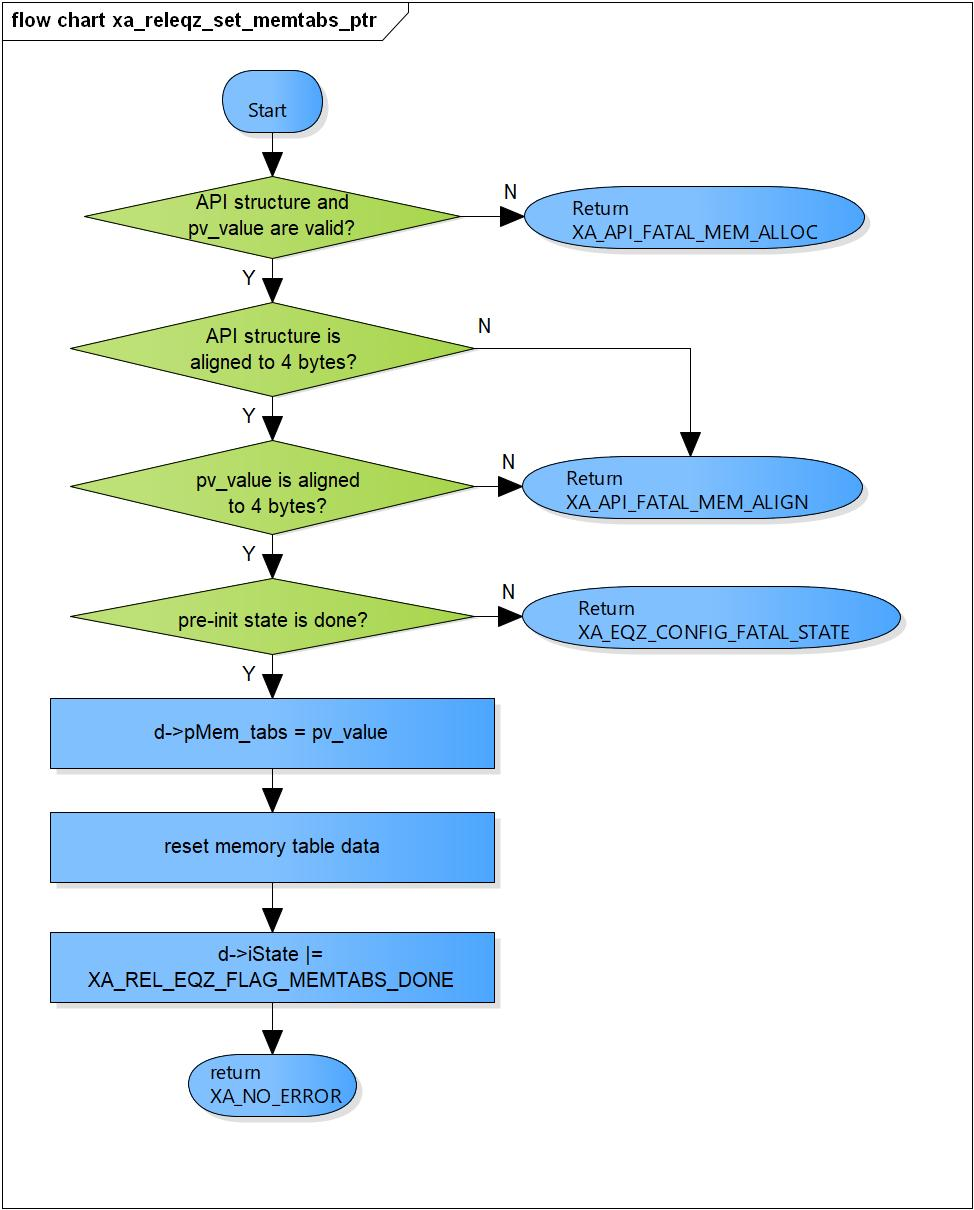 flow chart xa_releqz_set_memtabs_ptr
Start
API structure and
pv_value are valid?
N
Return
XA_API_FATAL_MEM_ALLOC
Y
API structure is
aligned to 4 bytes?
N
Y
pv_value is aligned
to 4 bytes?
N
Return
XA_API_FATAL_MEM_ALIGN
Y
pre-init state is done?
N
Return
XA_EQZ_CONFIG_FATAL_STATE
Y
d->pMem_tabs = pv_value
reset memory table data
d->iState |=
XA_REL_EQZ_FLAG_MEMTABS_DONE
return
XA_NO_ERROR